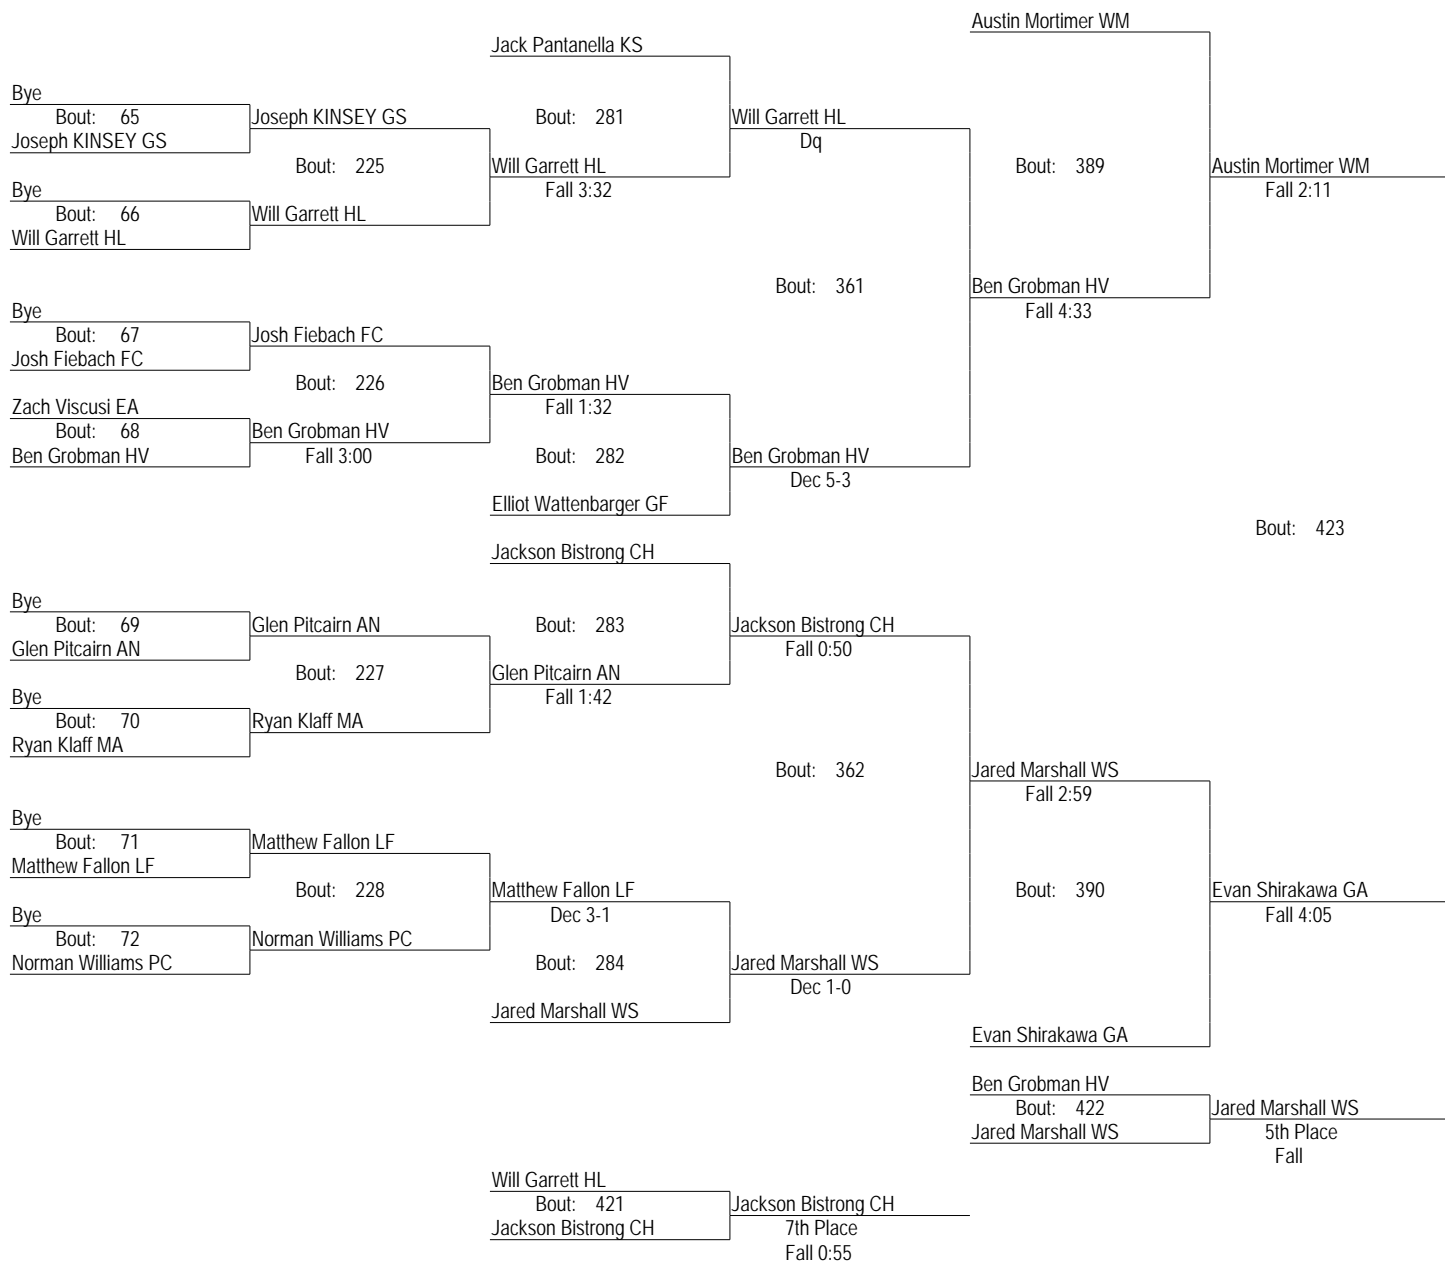 Austin Mortimer WM
Jack Pantanella KS
Bye
Bout: 65
Joseph KINSEY GS
Joseph KINSEY GS
Bout: 281
Will Garrett HL
Dq
Bout: 225
Will Garrett HL
Fall 3:32
Bout: 389
Austin Mortimer WM
Fall 2:11
Bye
Bout: 66
Will Garrett HL
Will Garrett HL
Bout: 361
Ben Grobman HV
Fall 4:33
Bye
Bout: 67
Josh Fiebach FC
Josh Fiebach FC
Bout: 226
Ben Grobman HV
Fall 1:32
Zach Viscusi EA
Bout: 68
Ben Grobman HV
Ben Grobman HV
Fall 3:00
Bout: 282
Ben Grobman HV
Dec 5-3
Elliot Wattenbarger GF
Bout: 423
Jackson Bistrong CH
Bye
Bout: 69
Glen Pitcairn AN
Glen Pitcairn AN
Bout: 283
Jackson Bistrong CH
Fall 0:50
Bout: 227
Glen Pitcairn AN
Fall 1:42
Bye
Bout: 70
Ryan Klaff MA
Ryan Klaff MA
Bout: 362
Jared Marshall WS
Fall 2:59
Bye
Bout: 71
Matthew Fallon LF
Matthew Fallon LF
Bout: 228
Matthew Fallon LF
Dec 3-1
Bout: 390
Evan Shirakawa GA
Fall 4:05
Bye
Bout: 72
Norman Williams PC
Norman Williams PC
Bout: 284
Jared Marshall WS
Dec 1-0
Jared Marshall WS
Evan Shirakawa GA
Ben Grobman HV
Bout: 422
Jared Marshall WS
Jared Marshall WS
5th Place
Fall
Will Garrett HL
Bout: 421
Jackson Bistrong CH
Jackson Bistrong CH
7th Place
Fall 0:55